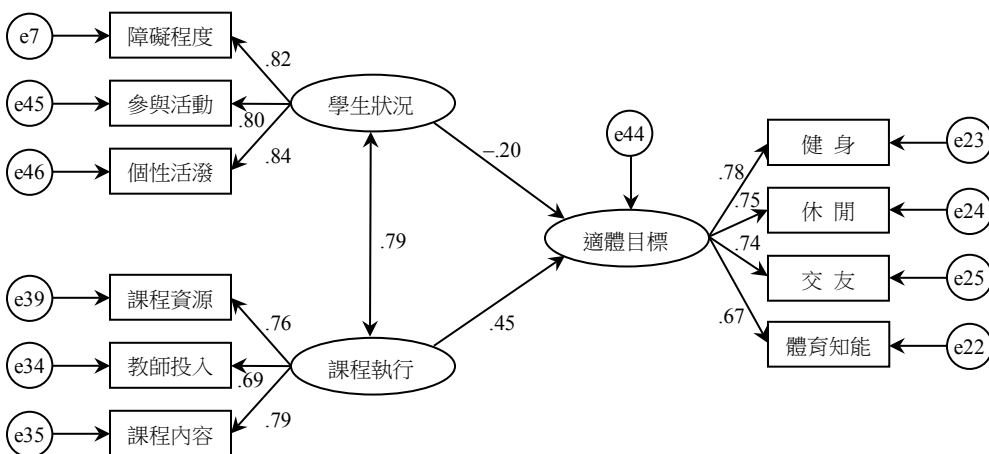 e7
障礙程度
.82
e45
參與活動
.80
e46
個性活潑
.84
學生狀況
–.20
e44
.79
適體目標
.45
健 身
e23
.78
休 閒
e24
.75
交 友
e25
.74
體育知能
e22
.67
e39
課程資源
.76
e34
教師投入
.69
e35
課程內容
.79
課程執行